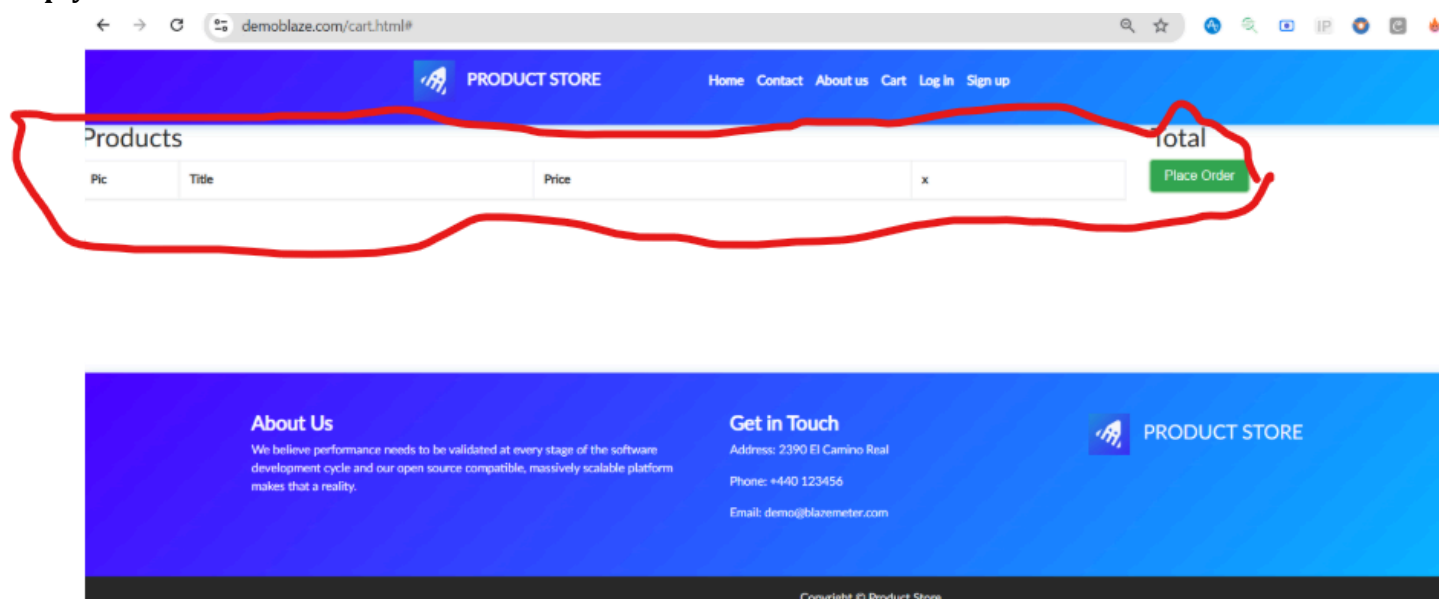 demoblaze.com/cart.html#
IP
PRODUCT STORE Home Contact About us Cart Log in Sign up
Products Total
Pic Title Price x Place Order
About Us Get in Touch PRODUCT STORE
We believe performance needs to be validated at every stage of the software
development cycle and our open source compatible, massively scalable platform
makes that a reality.
Address: 2390 El Camino Real
Phone: +440 123456
Email: demo@blazemeter.com
Copyright © Product Store